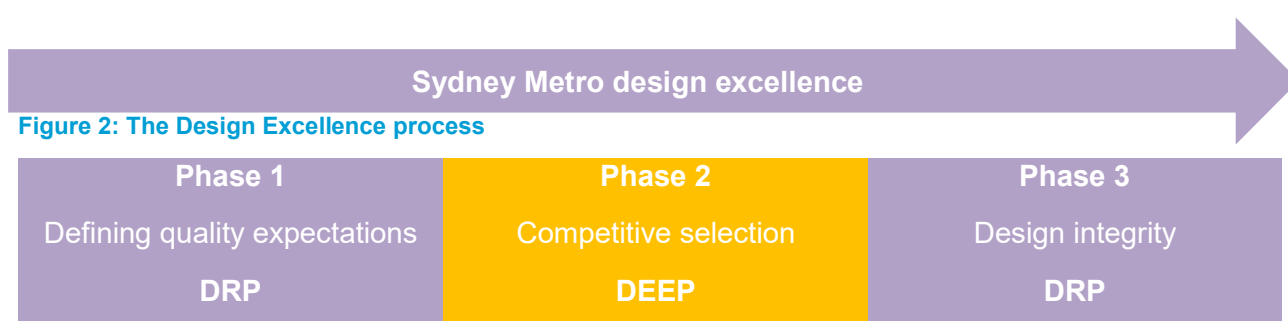 Sydney Metro design excellence
Figure 2: The Design Excellence process
Phase 1
Defining quality expectations
DRP
Phase 2
Competitive selection
DEEP
Phase 3
Design integrity
DRP